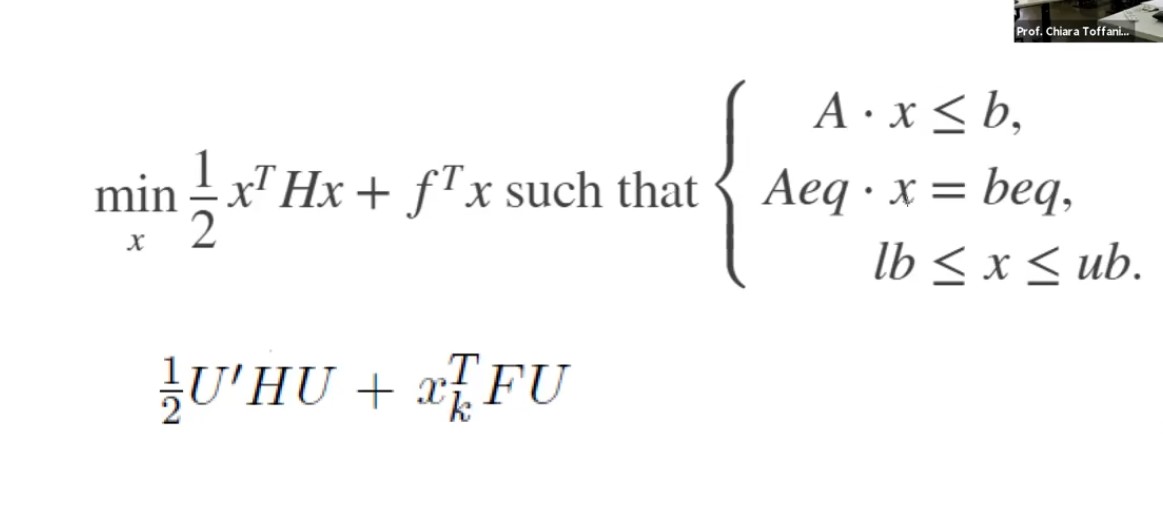 Prof. Chiara Toffani...
min_x 1/2 x^T Hx + f^T x such that { A · x ≤ b,
Aeq · x = beq,
lb ≤ x ≤ ub.
1/2 U'HU + x_k^T FU